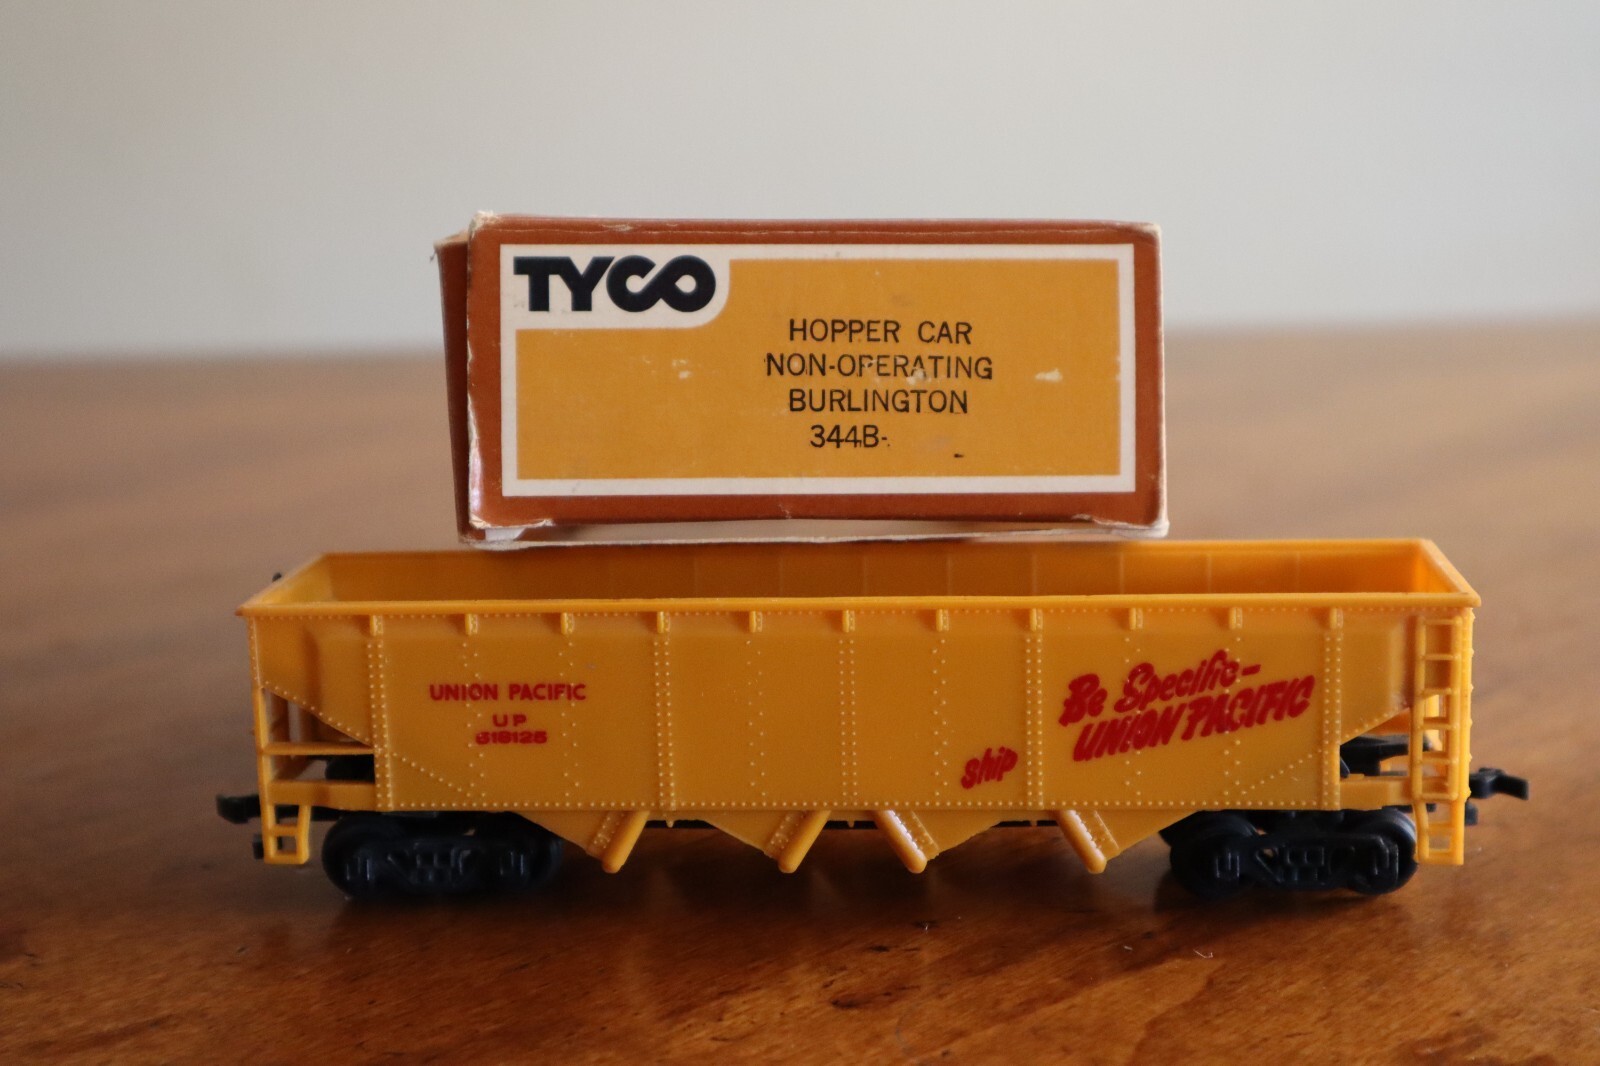 TYCO
HOPPER CAR
NON-OPERATING
BURLINGTON
344B-
UNION PACIFIC
UP
Be Specific-
ship UNION PACIFIC